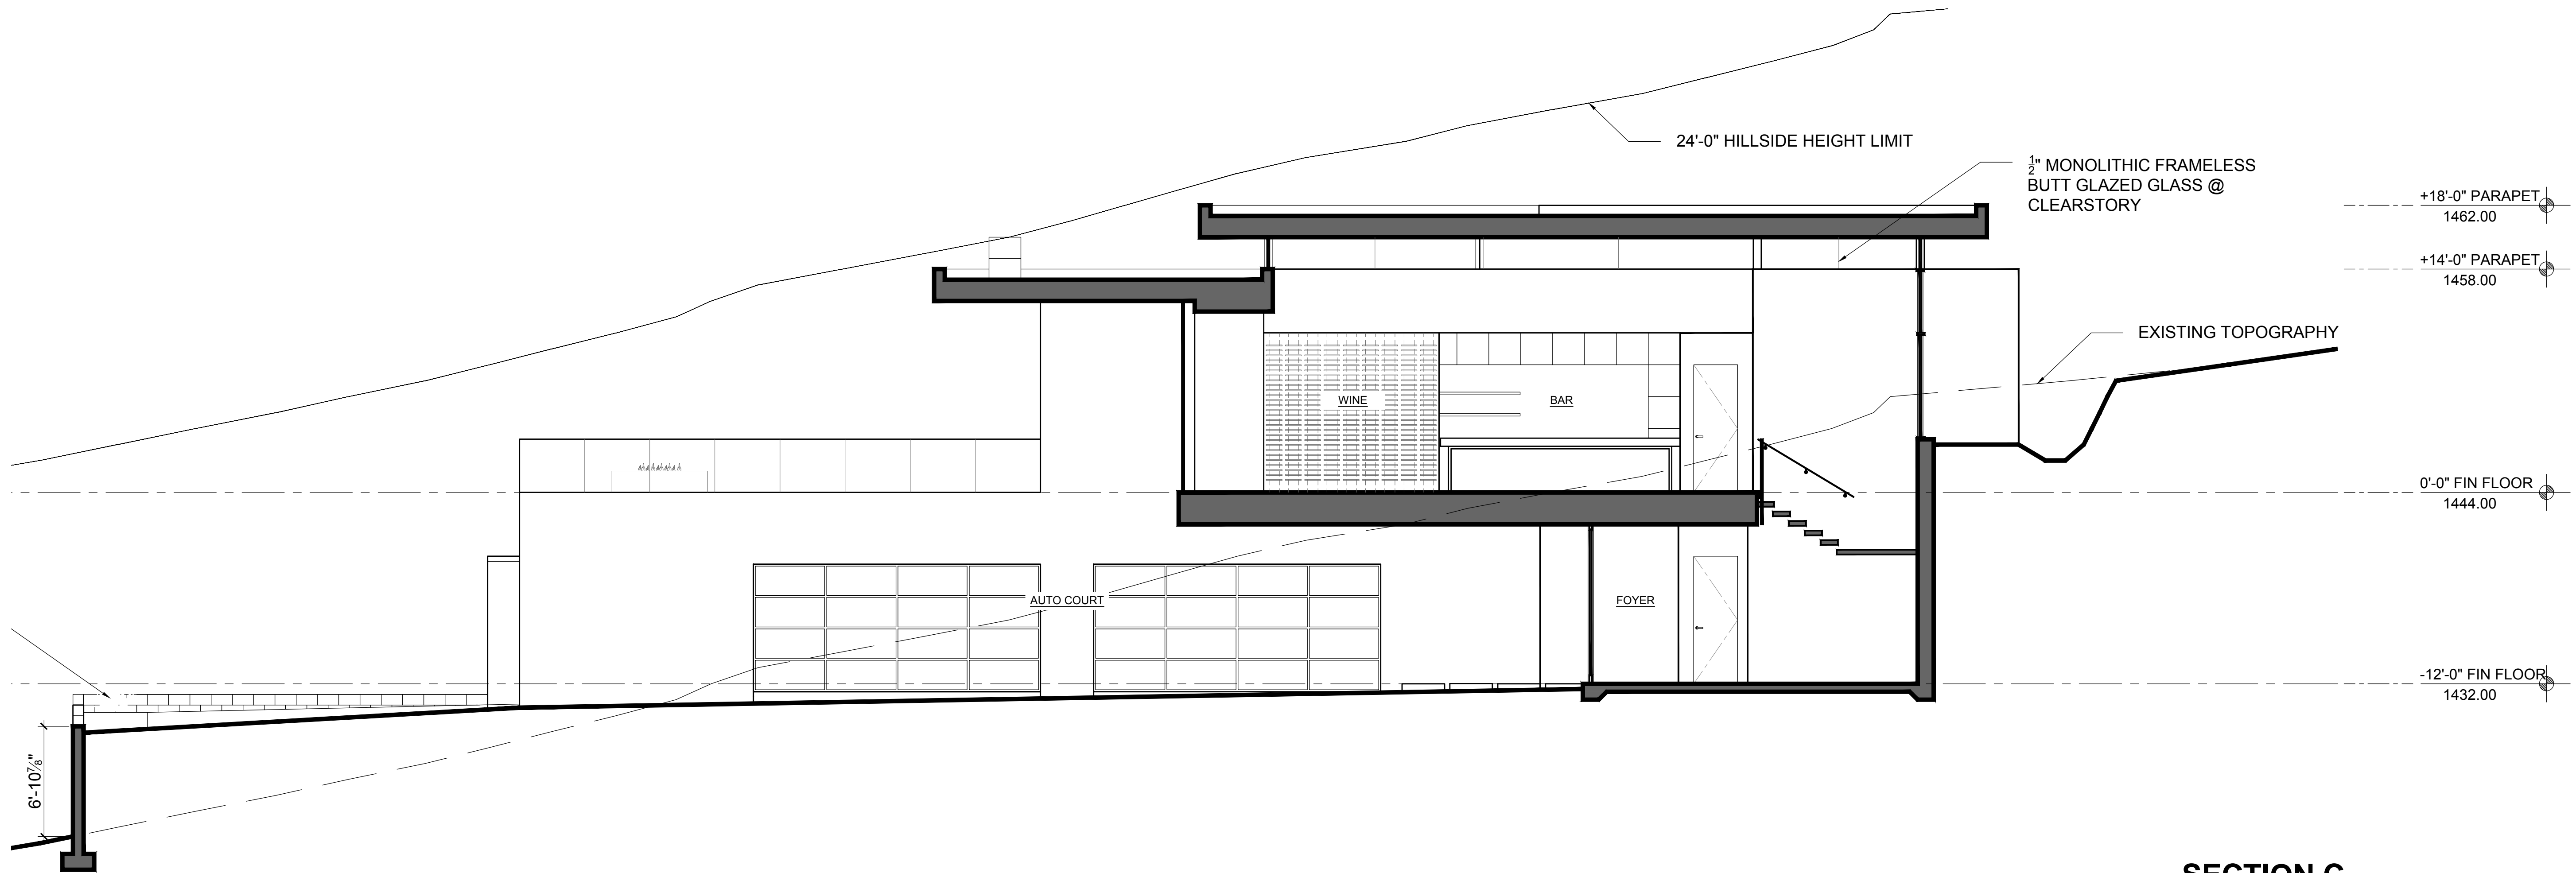 24'-0" HILLSIDE HEIGHT LIMIT
½" MONOLITHIC FRAMELESS
BUTT GLAZED GLASS @
CLEARSTORY
+18'-0" PARAPET
1462.00
+14'-0" PARAPET
1458.00
EXISTING TOPOGRAPHY
WINE
BAR
0'-0" FIN FLOOR
1444.00
AUTO COURT
FOYER
-12'-0" FIN FLOOR
1432.00
6'-10⅞"
SECTION C